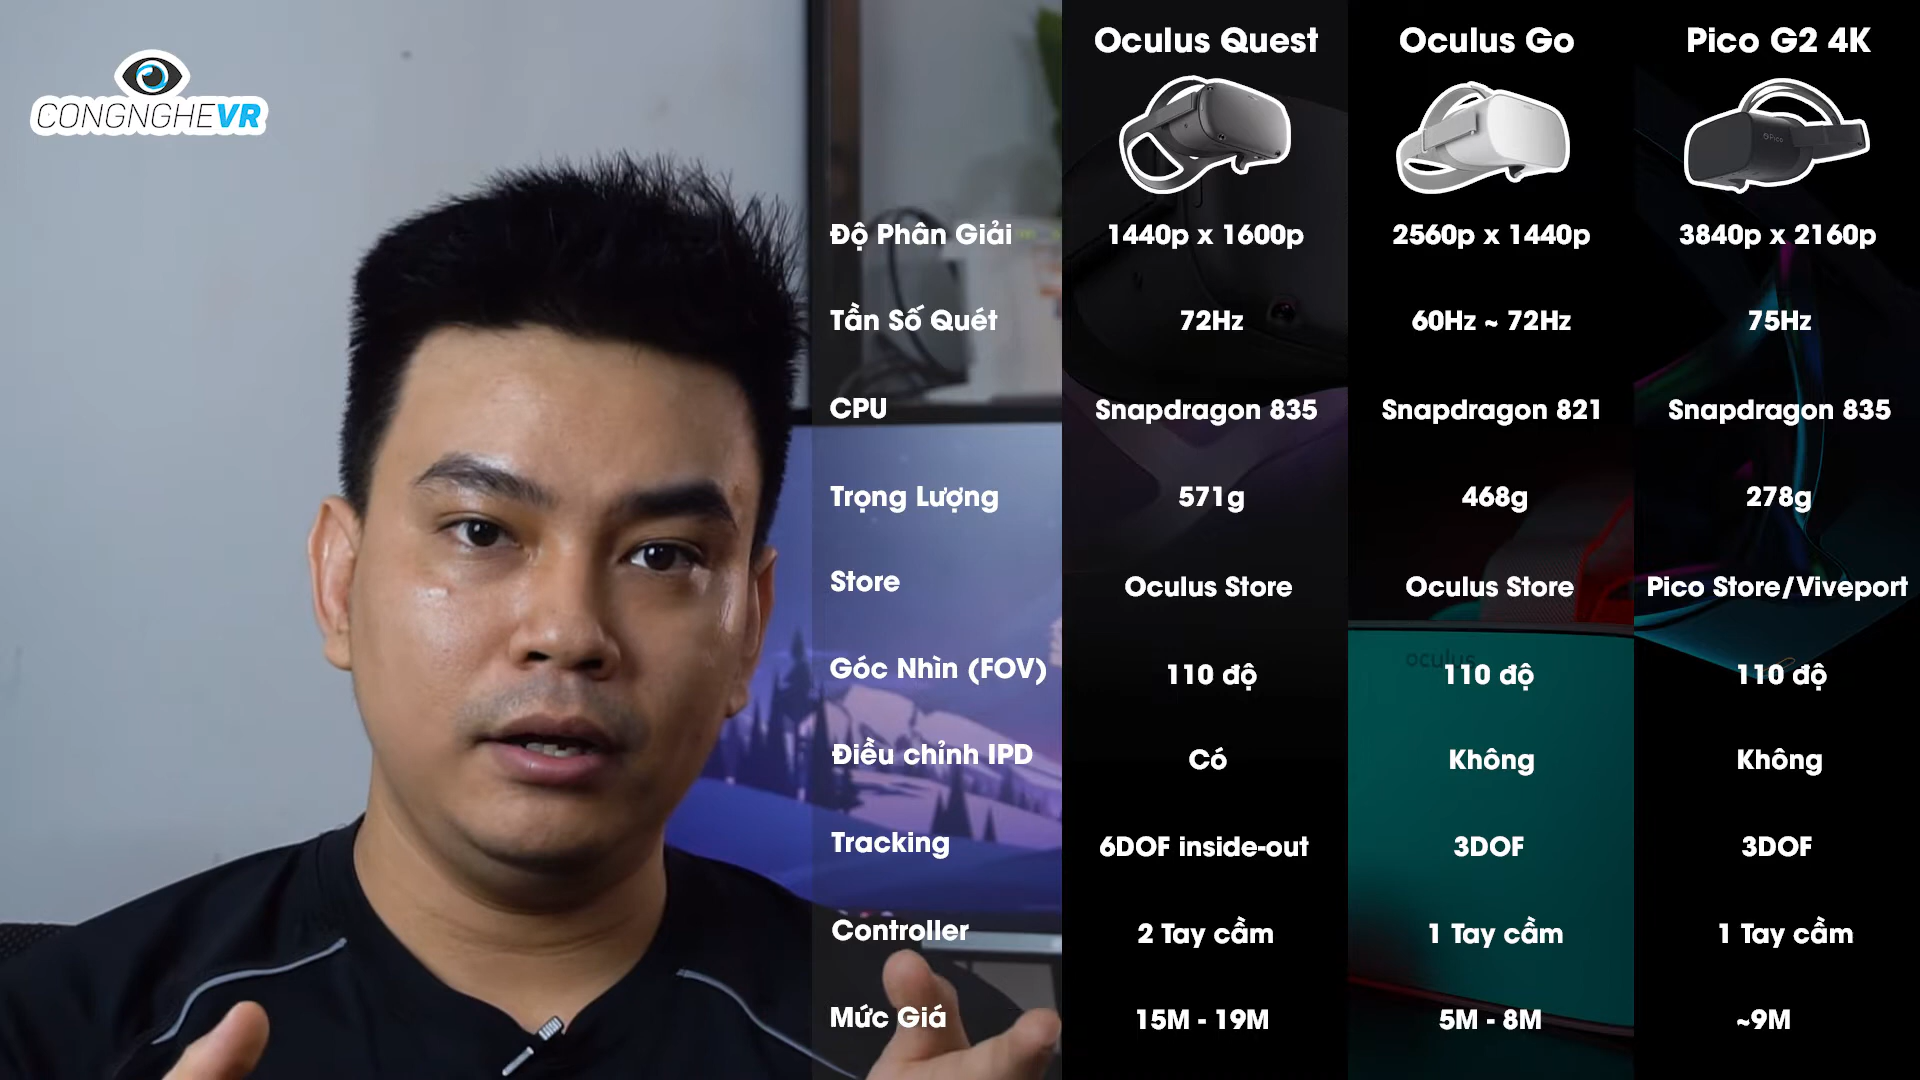 CONGNGHEVR
Oculus Quest Oculus Go Pico G2 4K
Pico
Độ Phân Giải 1440p x 1600p 2560p x 1440p 3840p x 2160p
Tần Số Quét 72Hz 60Hz ~ 72Hz 75Hz
CPU Snapdragon 835 Snapdragon 821 Snapdragon 835
Trọng Lượng 571g 468g 278g
Store Oculus Store Oculus Store Pico Store/Viveport
oculus
Góc Nhìn (FOV) 110 độ 110 độ 110 độ
Điều chỉnh IPD Có Không Không
Tracking 6DOF inside-out 3DOF 3DOF
Controller 2 Tay cầm 1 Tay cầm 1 Tay cầm
Mức Giá 15M - 19M 5M - 8M ~9M